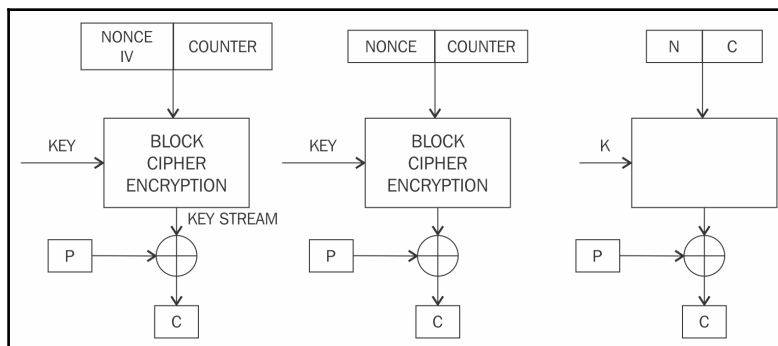 NONCE
IV
COUNTER
KEY
BLOCK
CIPHER
ENCRYPTION
KEY STREAM
P
C
NONCE
COUNTER
KEY
BLOCK
CIPHER
ENCRYPTION
P
C
N
C
K
P
C